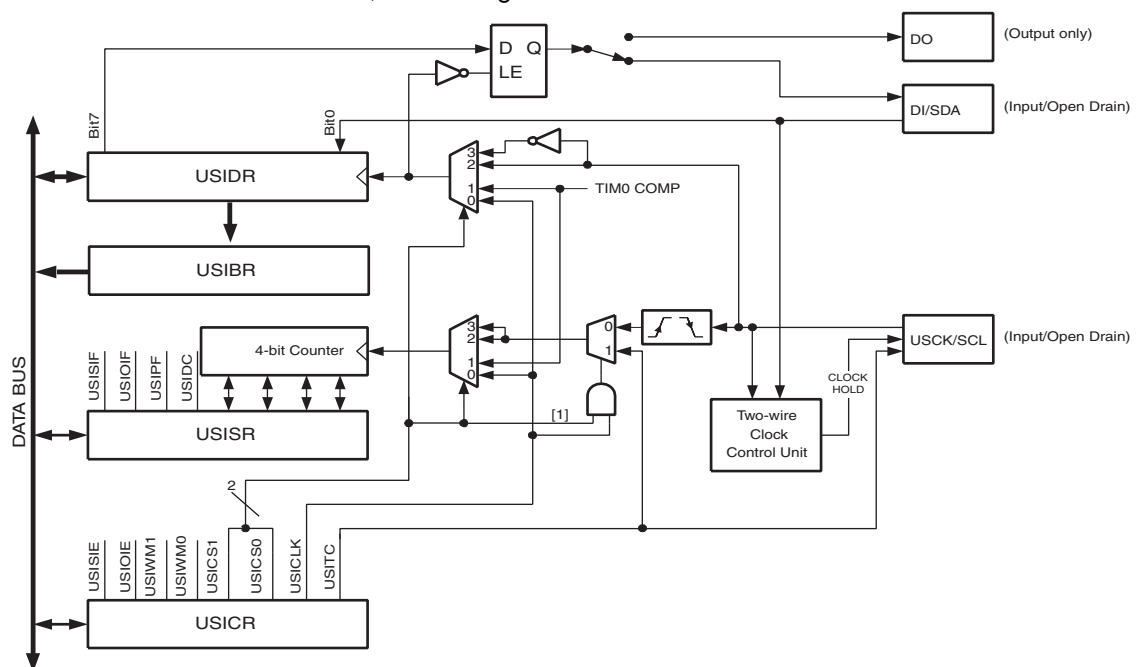 D Q
LE
DO
(Output only)
DI/SDA
(Input/Open Drain)
Bit7
Bit0
USIDR
3
2
1
0
TIM0 COMP
USIBR
DATA BUS
4-bit Counter
USISIF
USIOIF
USIPF
USIDC
3
2
1
0
0
1
USCK/SCL
(Input/Open Drain)
CLOCK
HOLD
[1]
Two-wire
Clock
Control Unit
USISR
2
USISIE
USIOIE
USIWM1
USIWM0
USICS1
USICS0
USICLK
USITC
USICR